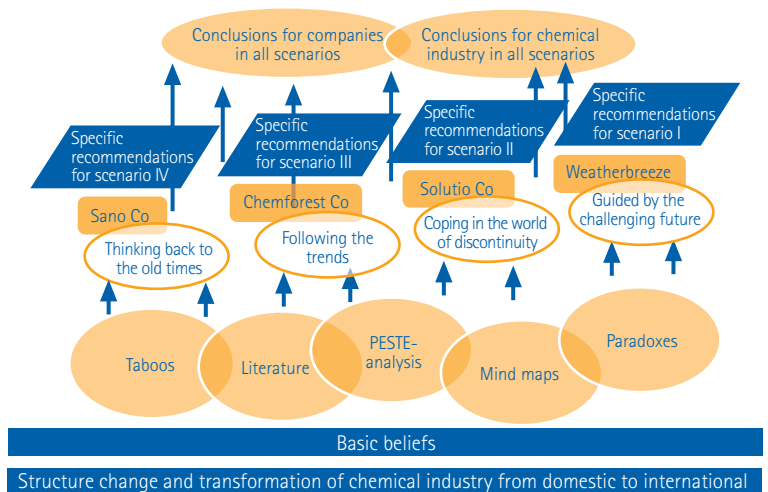 Conclusions for companies
in all scenarios
Conclusions for chemical
industry in all scenarios
Specific
recommendations
for scenario IV
Specific
recommendations
for scenario III
Specific
recommendations
for scenario II
Specific
recommendations
for scenario I
Sano Co
Chemforest Co
Solutio Co
Weatherbreeze
Thinking back to
the old times
Following the
trends
Coping in the world
of discontinuity
Guided by the
challenging future
Taboos
Literature
PESTE-
analysis
Mind maps
Paradoxes
Basic beliefs
Structure change and transformation of chemical industry from domestic to international